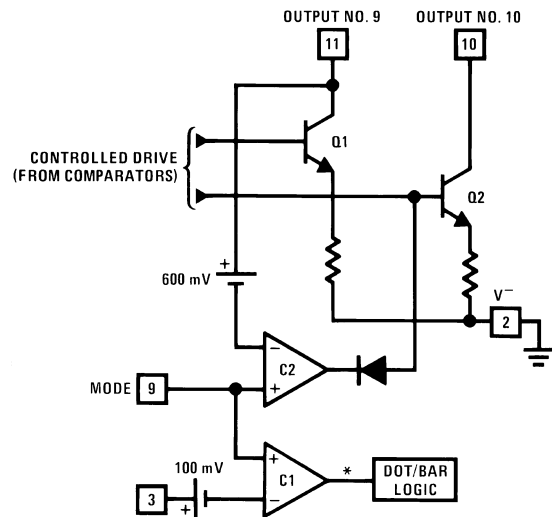 OUTPUT NO. 9
OUTPUT NO. 10
11
10
Q1
CONTROLLED DRIVE
(FROM COMPARATORS)
Q2
+
600 mV
V−
2
−
C2
MODE
9
+
100 mV
+
C1
*
DOT/BAR
LOGIC
3
+
−